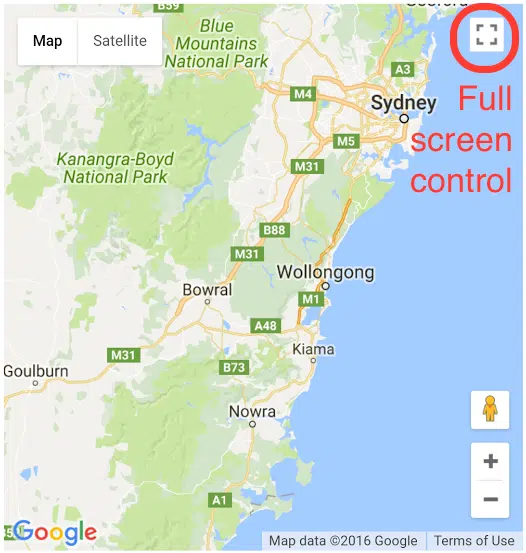 Gosford
B59
Map
Satellite
Blue
Mountains
National Park
A3
M4
Sydney
Full
screen
control
M5
Kanangra-Boyd
National Park
M31
B88
M31
Wollongong
Bowral
M1
A48
Kiama
M31
B73
Goulburn
Nowra
A1
+
−
Google
Map data ©2016 Google
Terms of Use